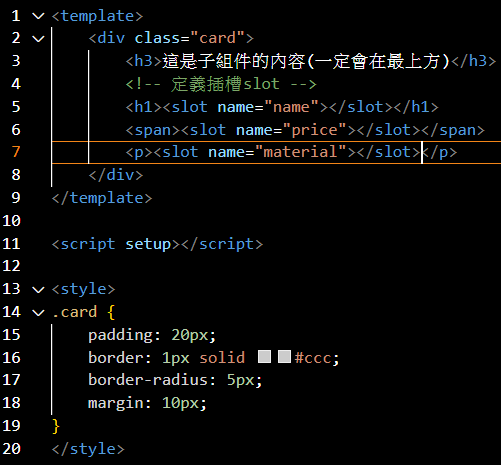 1 <template>
2 <div class="card">
3 <h3>這是子組件的內容(一定會在最上方)</h3>
4 <!-- 定義插槽slot -->
5 <h1><slot name="name"></slot></h1>
6 <span><slot name="price"></slot></span>
7 <p><slot name="material"></slot></p>
8 </div>
9 </template>
10
11 <script setup></script>
12
13 <style>
14 .card {
15 padding: 20px;
16 border: 1px solid #ccc;
17 border-radius: 5px;
18 margin: 10px;
19 }
20 </style>